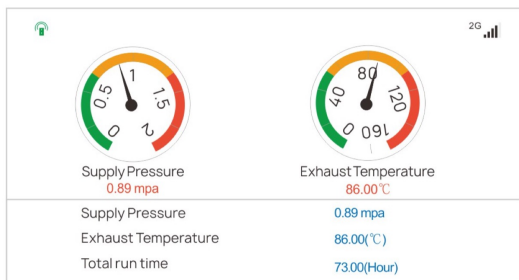 2G
0 0.5 1 1.5 2
0 40 80 120 160
Supply Pressure
0.89 mpa
Exhaust Temperature
86.00℃
Supply Pressure 0.89 mpa
Exhaust Temperature 86.00(℃)
Total run time 73.00(Hour)